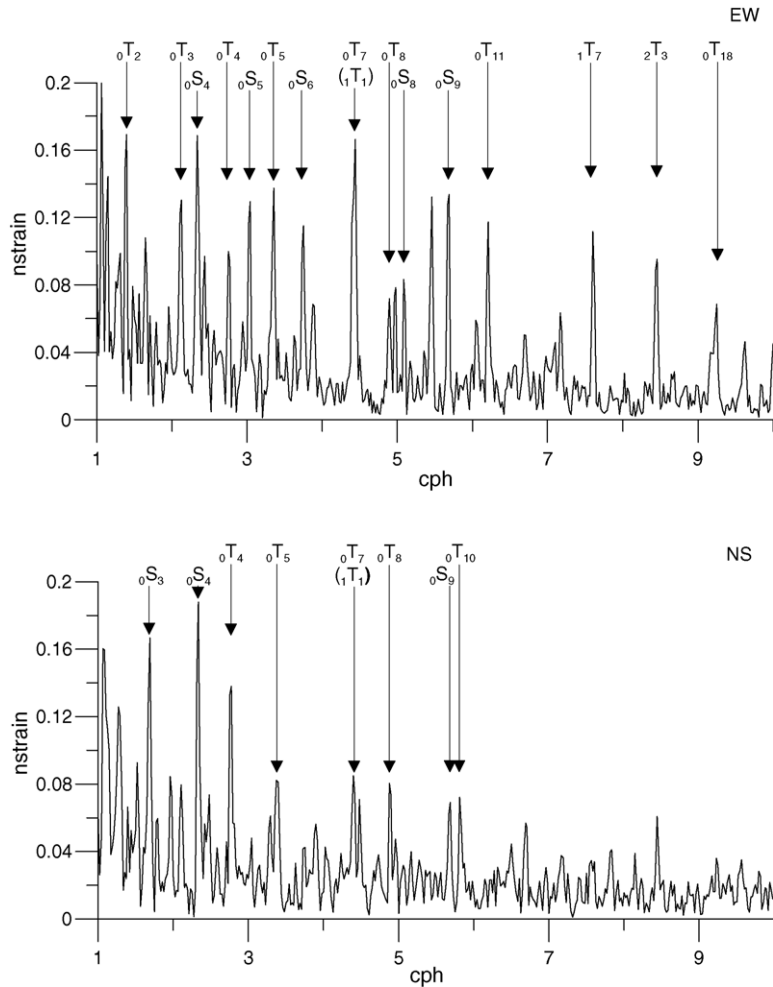 EW
₀T₂ ₀T₃ ₀T₄ ₀T₅ ₀T₇ ₀T₈ ₀T₁₁ ₁T₇ ₂T₃ ₀T₁₈
₀S₄ ₀S₅ ₀S₆ (₁T₁) ₀S₈ ₀S₉
0.2
0.16
0.12
0.08
0.04
0
nstrain
1 3 5 7 9
cph
NS
₀T₄ ₀T₅ ₀T₇ ₀T₈ ₀T₁₀
₀S₃ ₀S₄ (₁T₁) ₀S₉
0.2
0.16
0.12
0.08
0.04
0
nstrain
1 3 5 7 9
cph